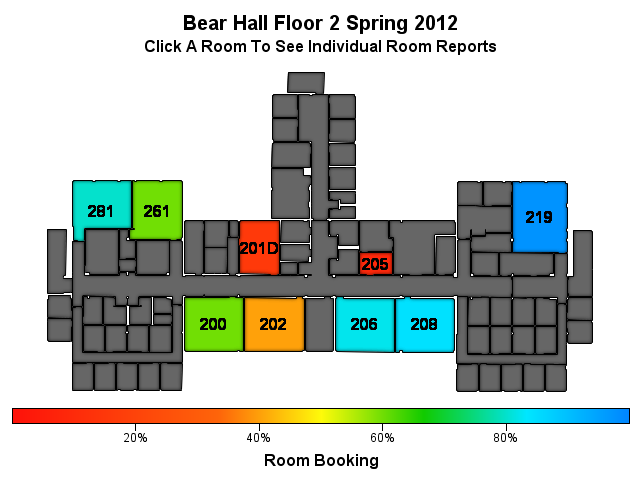 Bear Hall Floor 2 Spring 2012
Click A Room To See Individual Room Reports
281 261 219
201D 205
200 202 206 208
20% 40% 60% 80%
Room Booking